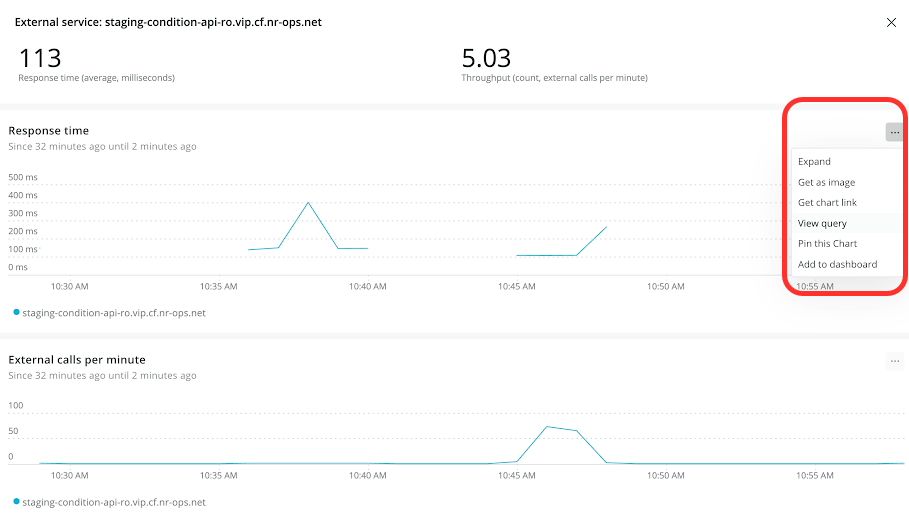 External service: staging-condition-api-ro.vip.cf.nr-ops.net
113
Response time (average, milliseconds)
5.03
Throughput (count, external calls per minute)
Response time
Since 32 minutes ago until 2 minutes ago
...
Expand
Get as image
Get chart link
View query
Pin this Chart
Add to dashboard
500 ms
400 ms
300 ms
200 ms
100 ms
0 ms
10:30 AM 10:35 AM 10:40 AM 10:45 AM 10:50 AM 10:55 AM
staging-condition-api-ro.vip.cf.nr-ops.net
External calls per minute
...
Since 32 minutes ago until 2 minutes ago
100
50
0
10:30 AM 10:35 AM 10:40 AM 10:45 AM 10:50 AM 10:55 AM
staging-condition-api-ro.vip.cf.nr-ops.net